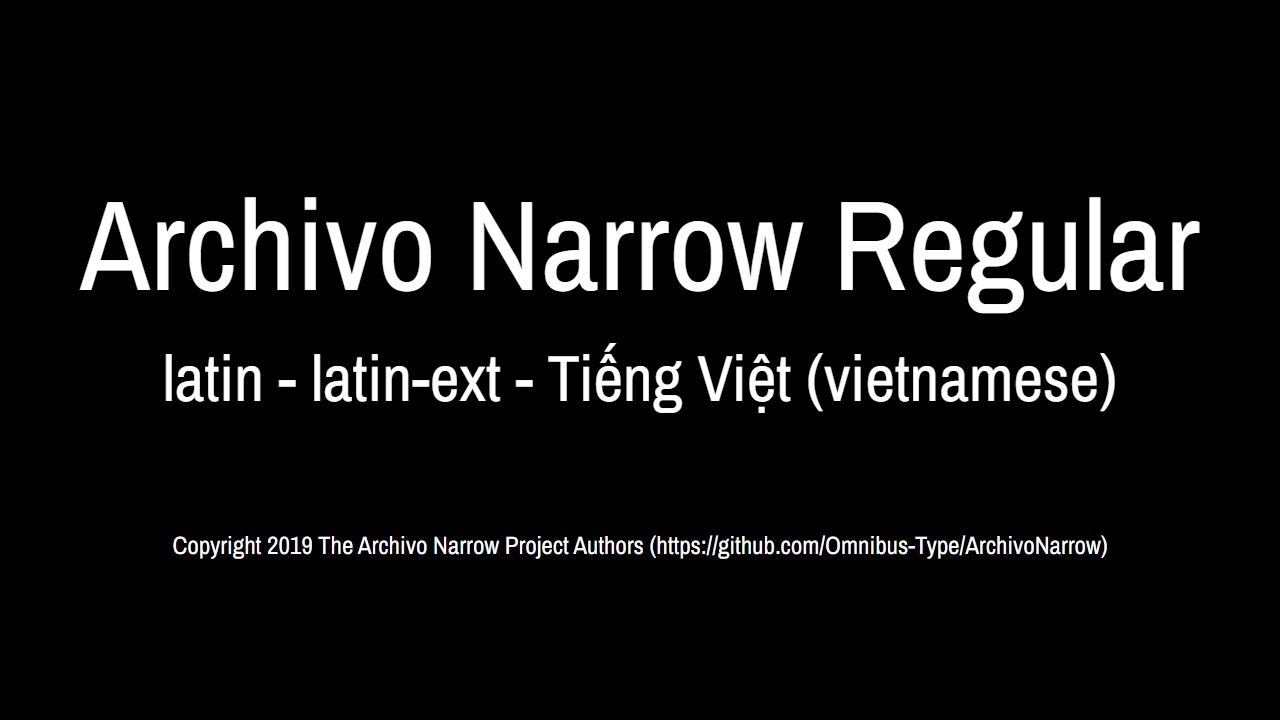 Archivo Narrow Regular
latin - latin-ext - Tiếng Việt (vietnamese)
Copyright 2019 The Archivo Narrow Project Authors (https://github.com/Omnibus-Type/ArchivoNarrow)